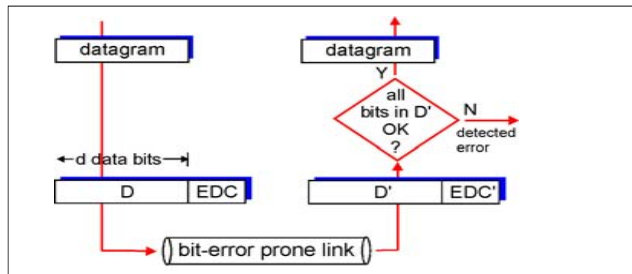 datagram
datagram
Y
all
bits in D'
OK
?
N
detected
error
d data bits
D
EDC
D'
EDC'
bit-error prone link